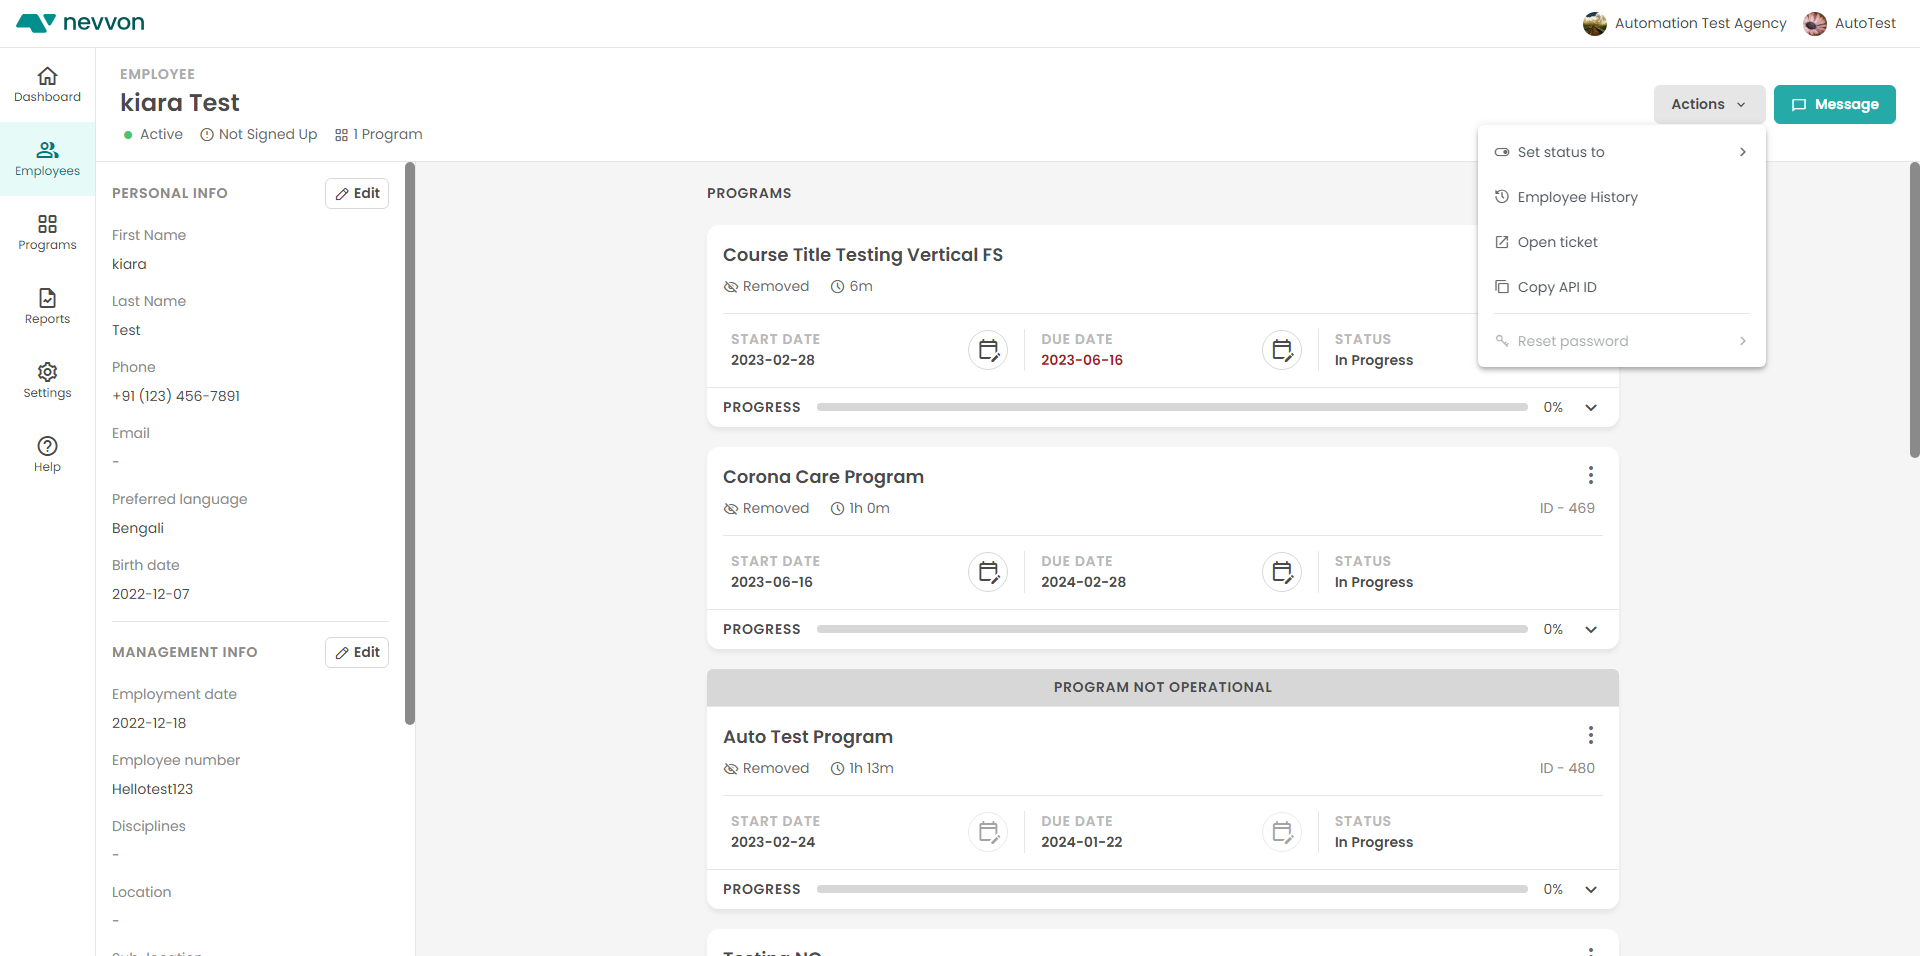 nevvon
Automation Test Agency
AutoTest
Dashboard
Employees
Programs
Reports
Settings
Help
EMPLOYEE
kiara Test
Active
Not Signed Up
1 Program
Actions
Message
Set status to
Employee History
Open ticket
Copy API ID
Reset password
PERSONAL INFO
Edit
First Name
kiara
Last Name
Test
Phone
+91 (123) 456-7891
Email
-
Preferred language
Bengali
Birth date
2022-12-07
MANAGEMENT INFO
Edit
Employment date
2022-12-18
Employee number
Hellotest123
Disciplines
-
Location
-
PROGRAMS
Course Title Testing Vertical FS
Removed
6m
START DATE
2023-02-28
DUE DATE
2023-06-16
STATUS
In Progress
PROGRESS
0%
Corona Care Program
Removed
1h 0m
ID - 469
START DATE
2023-06-16
DUE DATE
2024-02-28
STATUS
In Progress
PROGRESS
0%
PROGRAM NOT OPERATIONAL
Auto Test Program
Removed
1h 13m
ID - 480
START DATE
2023-02-24
DUE DATE
2024-01-22
STATUS
In Progress
PROGRESS
0%